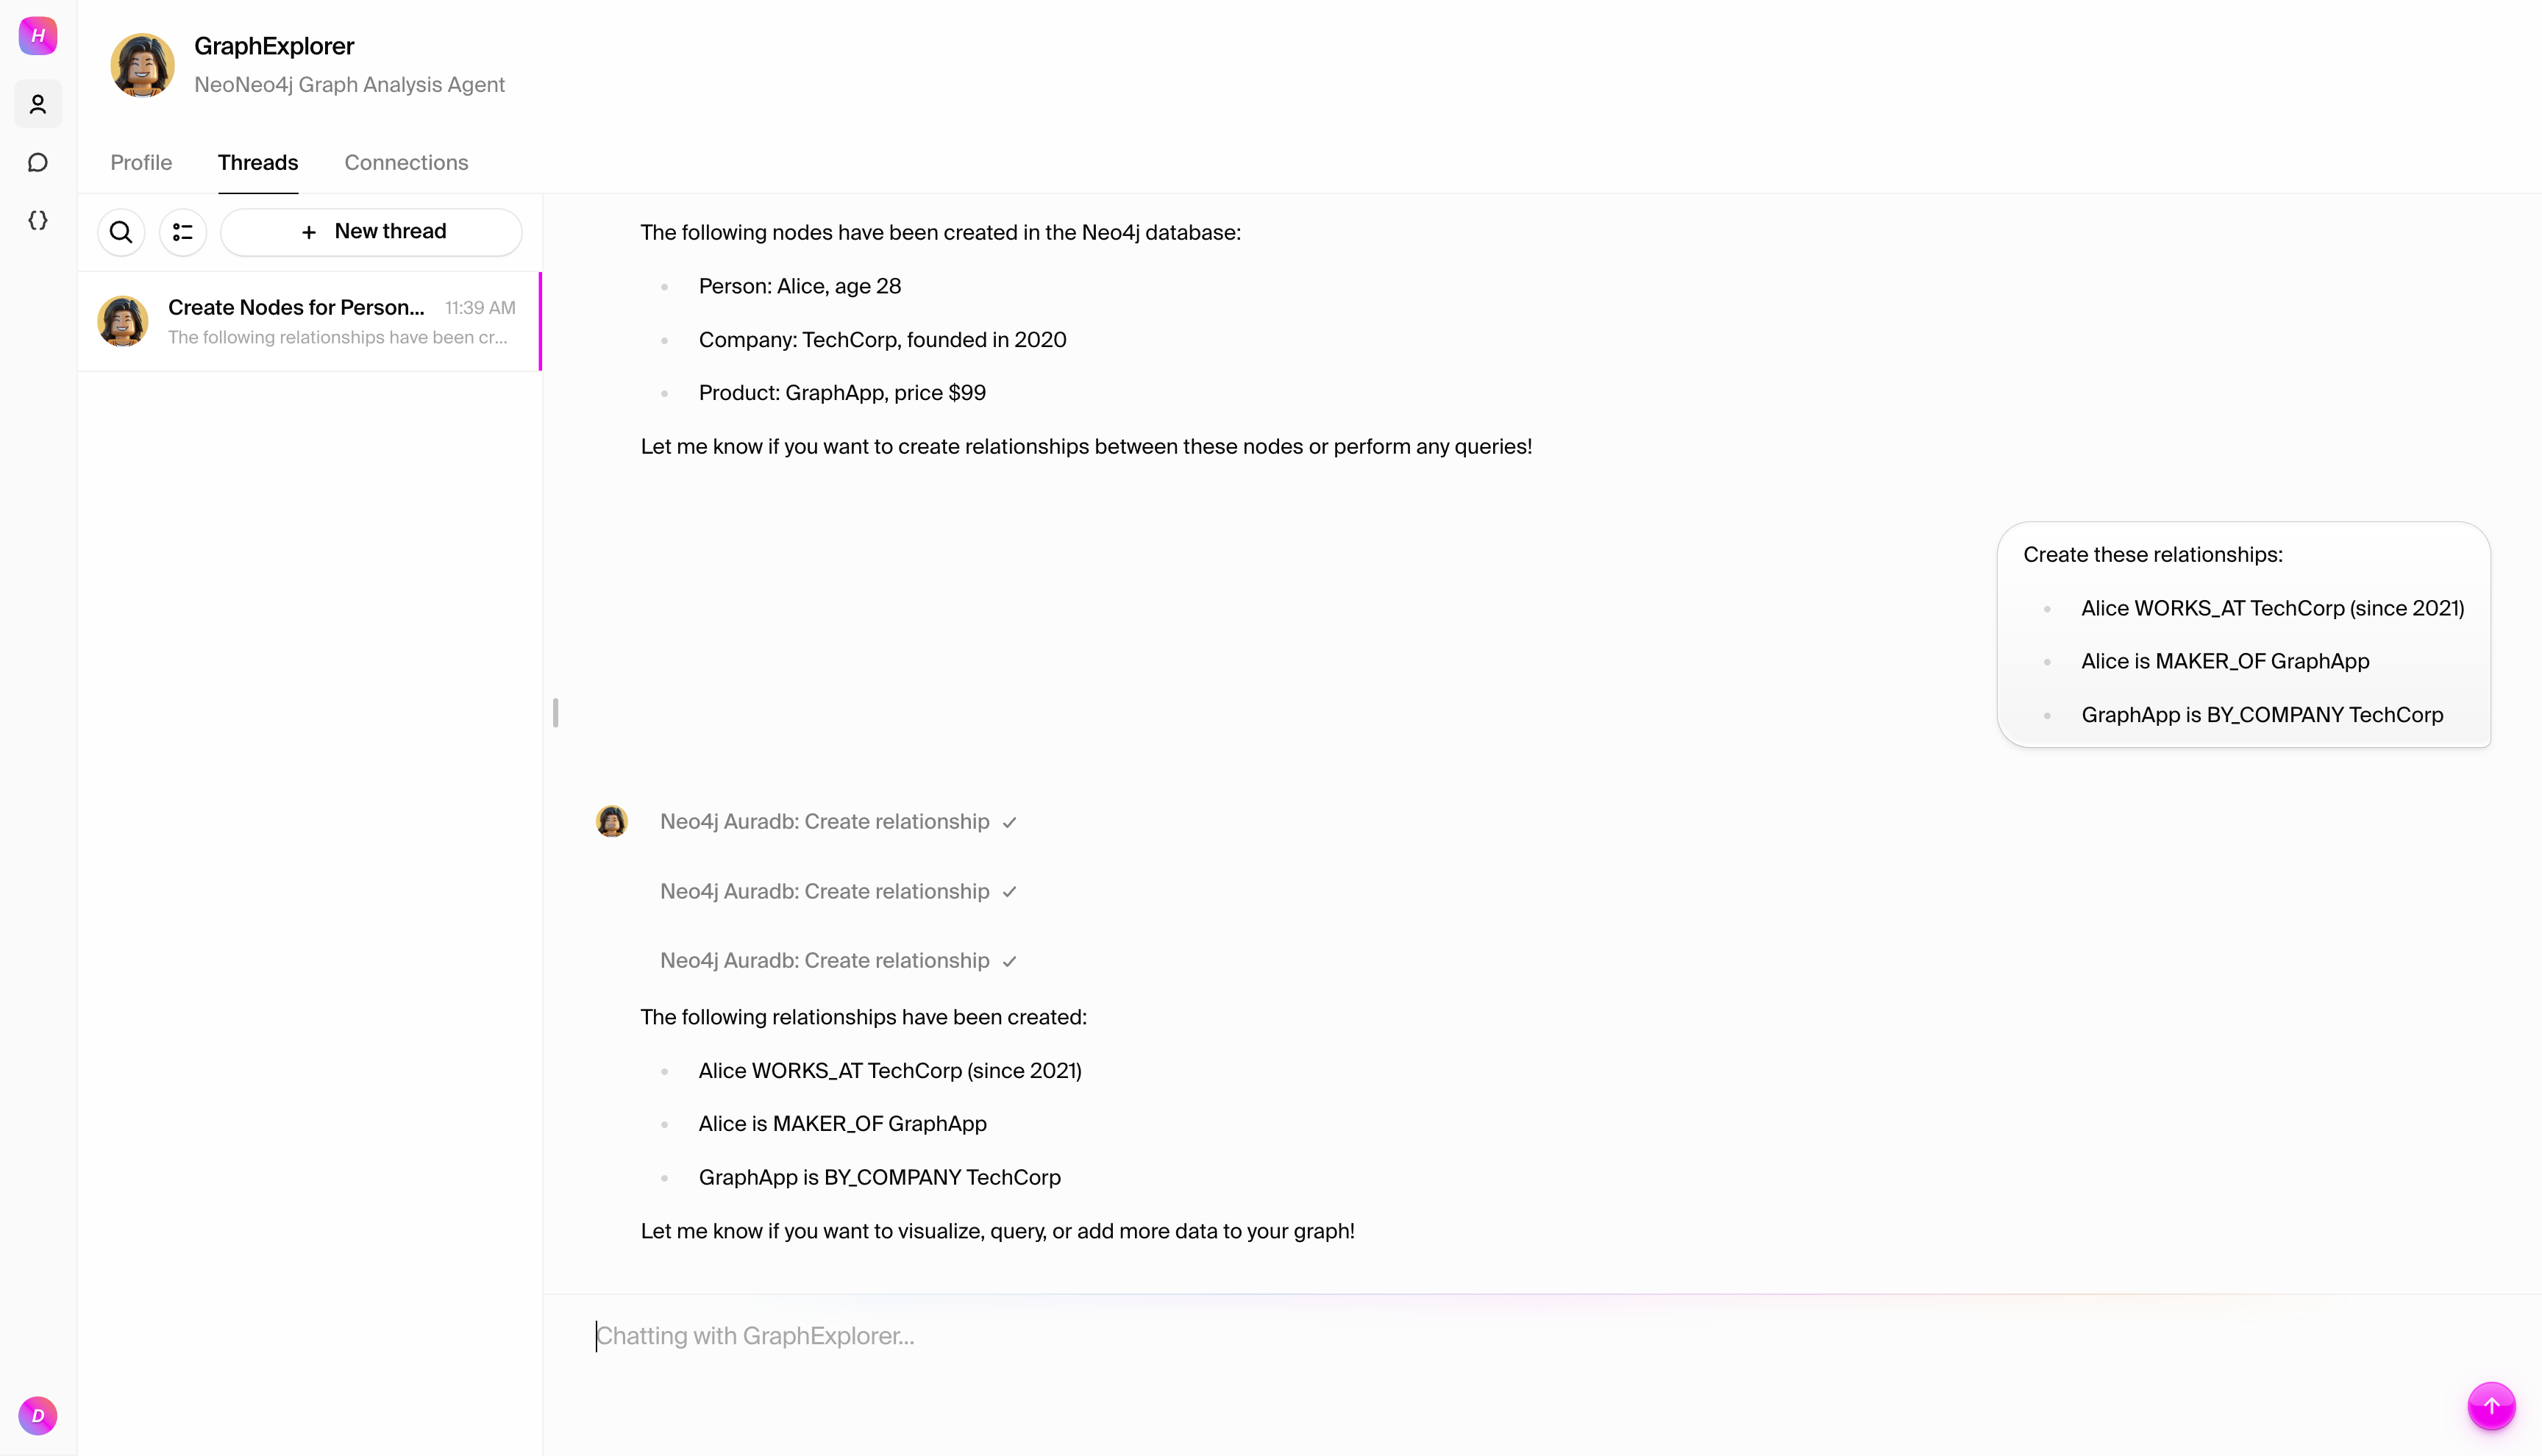 H
GraphExplorer
NeoNeo4j Graph Analysis Agent
Profile
Threads
Connections
New thread
Create Nodes for Person...
11:39 AM
The following relationships have been cr...
The following nodes have been created in the Neo4j database:
Person: Alice, age 28
Company: TechCorp, founded in 2020
Product: GraphApp, price $99
Let me know if you want to create relationships between these nodes or perform any queries!
Create these relationships:
Alice WORKS_AT TechCorp (since 2021)
Alice is MAKER_OF GraphApp
GraphApp is BY_COMPANY TechCorp
Neo4j Auradb: Create relationship
Neo4j Auradb: Create relationship
Neo4j Auradb: Create relationship
The following relationships have been created:
Alice WORKS_AT TechCorp (since 2021)
Alice is MAKER_OF GraphApp
GraphApp is BY_COMPANY TechCorp
Let me know if you want to visualize, query, or add more data to your graph!
Chatting with GraphExplorer...
D